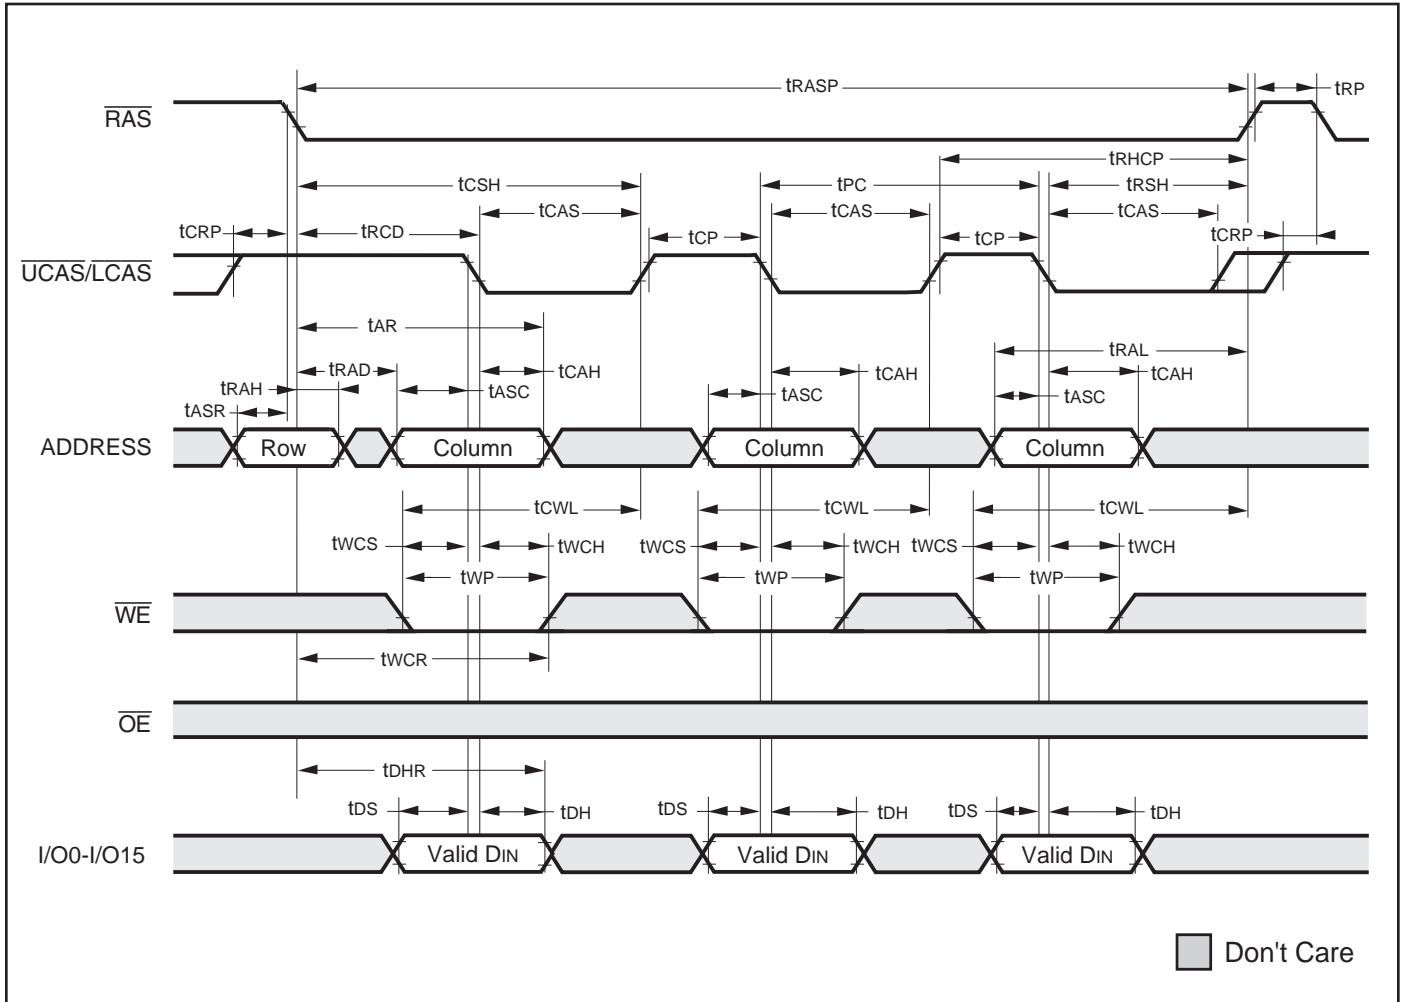 tRASP tRP
RAS
tRHCP
tCSH tPC tRSH
tCAS tCAS tCAS
tCRP tRCD tCP tCP tCRP
UCAS/LCAS
tAR
tRAL
tRAD tCAH tCAH tCAH
tRAH tASC tASC tASC
tASR
ADDRESS Row Column Column Column
tCWL tCWL tCWL
tWCS tWCH tWCS tWCH tWCS tWCH
tWP tWP tWP
WE
tWCR
OE
tDHR
tDS tDH tDS tDH tDS tDH
I/O0-I/O15 Valid DIN Valid DIN Valid DIN
Don't Care